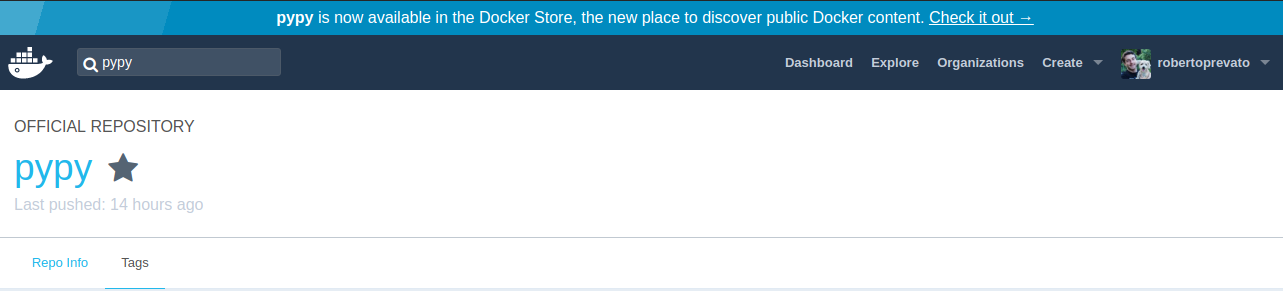 pypy is now available in the Docker Store, the new place to discover public Docker content. Check it out →
pypy
Dashboard Explore Organizations Create robertoprevato
OFFICIAL REPOSITORY
pypy
Last pushed: 14 hours ago
Repo Info Tags